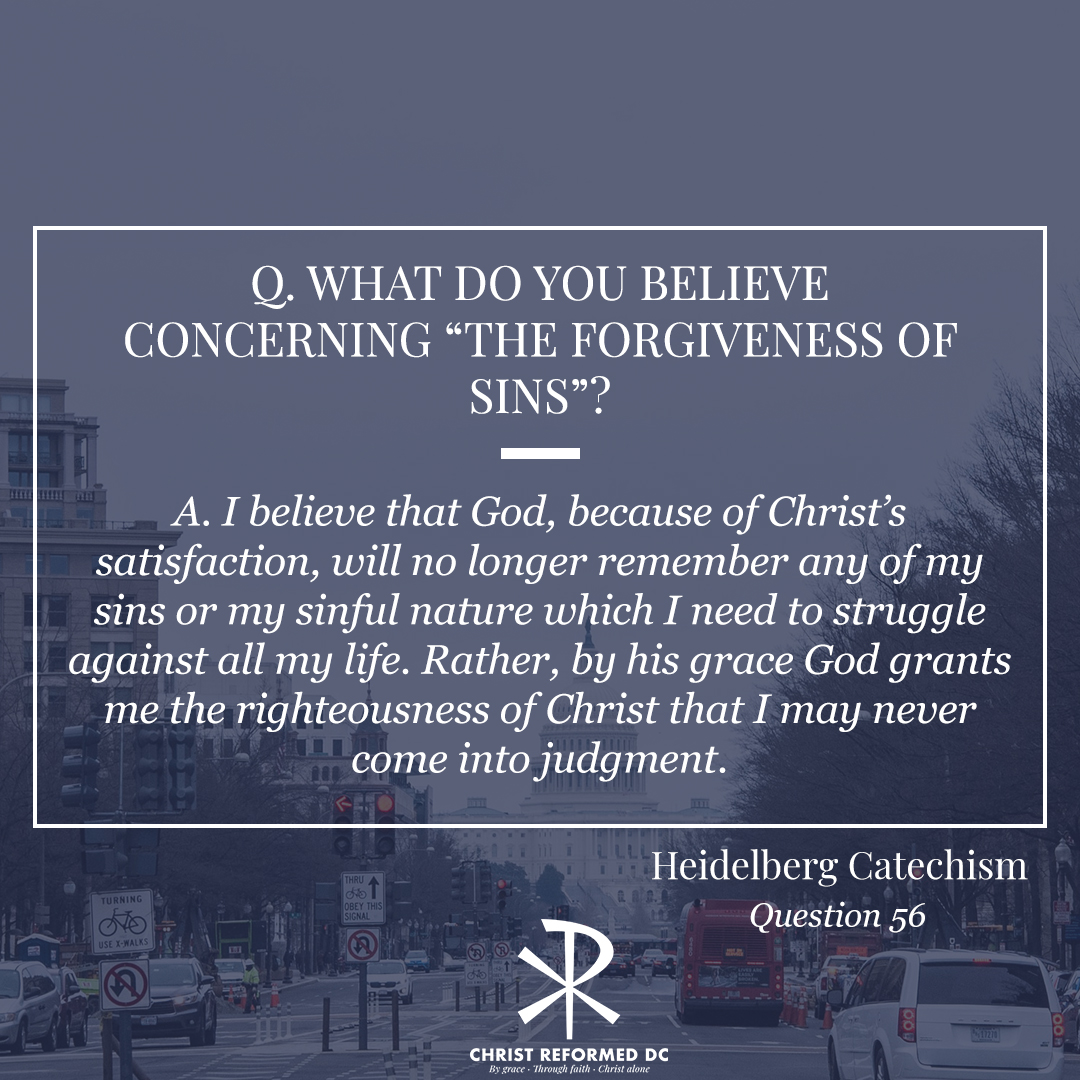 Q. WHAT DO YOU BELIEVE
CONCERNING “THE FORGIVENESS OF
SINS”?
A. I believe that God, because of Christ’s
satisfaction, will no longer remember any of my
sins or my sinful nature which I need to struggle
against all my life. Rather, by his grace God grants
me the righteousness of Christ that I may never
come into judgment.
Heidelberg Catechism
Question 56
THRU
OBEY THIS
SIGNAL
TURNING
USE X-WALKS
CHRIST REFORMED DC
By grace · Through faith · Christ alone